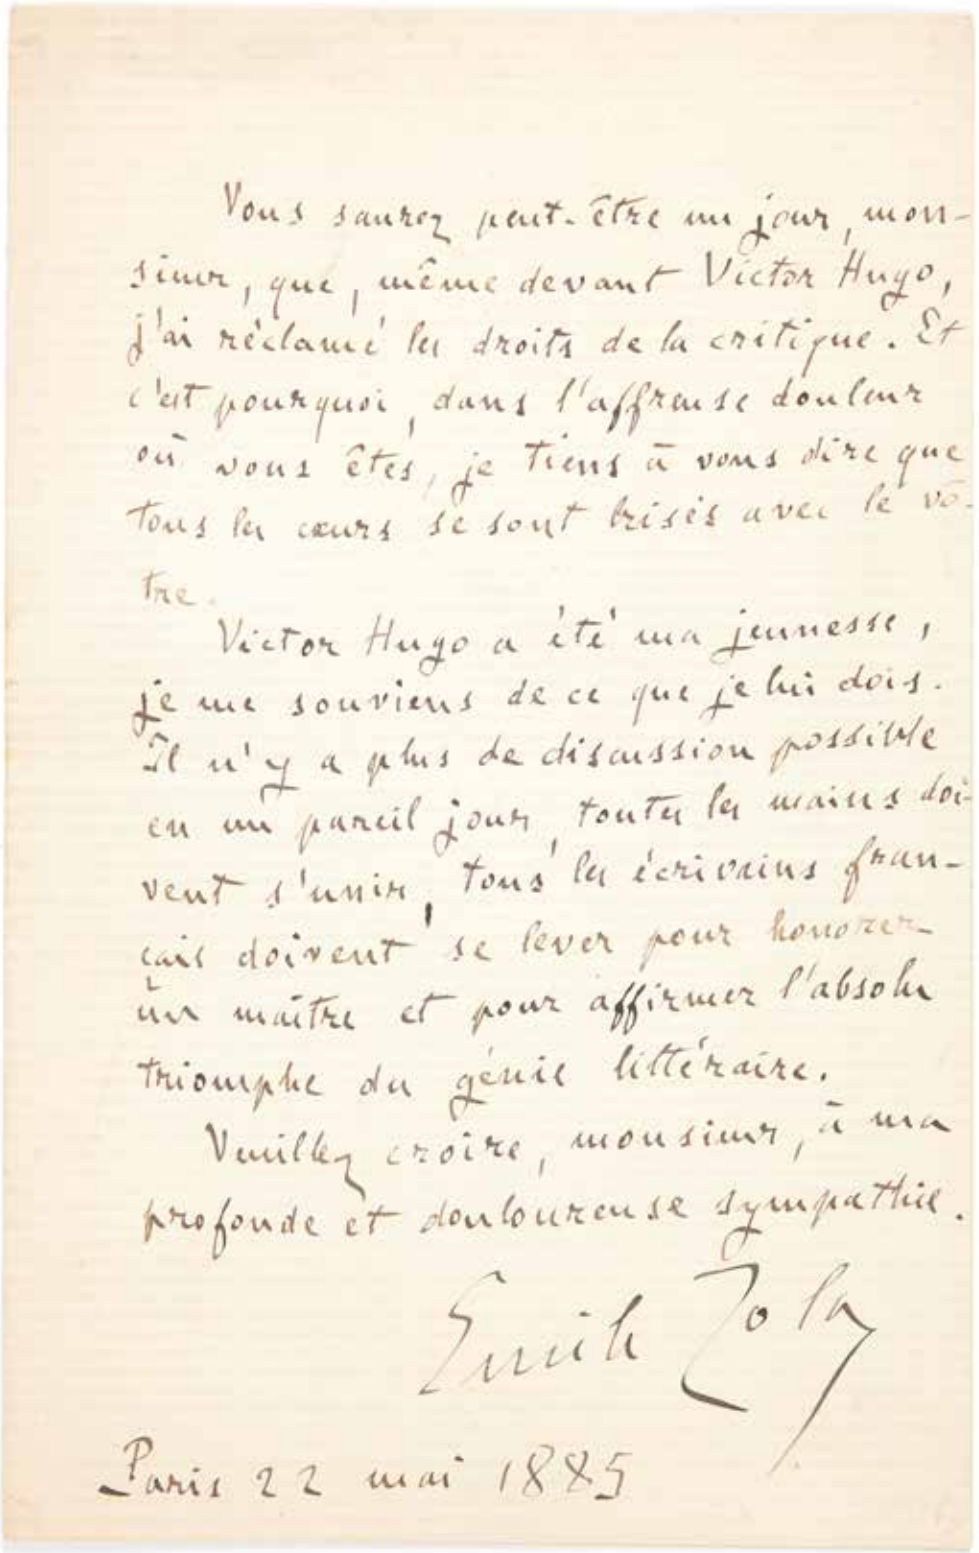 Vous saurez peut-être un jour, mon-
sieur, que, même devant Victor Hugo,
j'ai réclamé les droits de la critique. Et
c'est pourquoi, dans l'affreuse douleur
où vous êtes, je tiens à vous dire que
tous les cœurs se sont brisés avec le vô-
tre.
Victor Hugo a été ma jeunesse,
je me souviens de ce que je lui dois.
Il n'y a plus de discussion possible
en un pareil jour, toutes les mains doi-
vent s'unir, tous les écrivains fran-
çais doivent se lever pour honorer
un maître et pour affirmer l'absolu
triomphe du génie littéraire.
Veuillez croire, monsieur, à ma
profonde et douloureuse sympathie.
Emile Zola
Paris 22 mai 1885